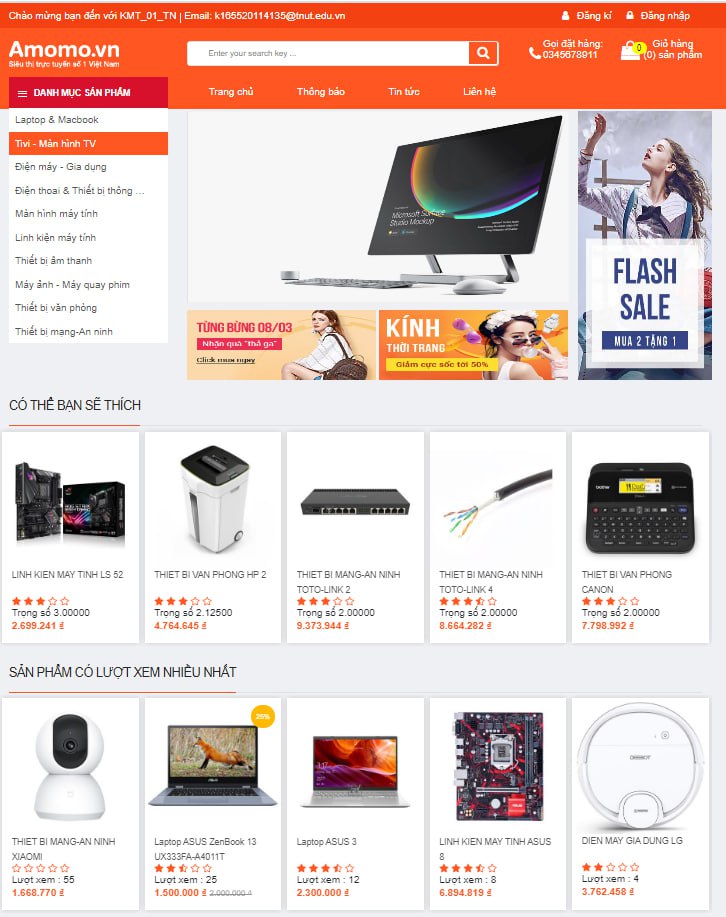 Chào mừng bạn đến với KMT_01_TN | Email: k165520114135@tnut.edu.vn
Đăng kí
Đăng nhập
Amomo.vn
Siêu thị trực tuyến số 1 Việt Nam
Enter your search key ...
Gọi đặt hàng:
0345678911
0
Giỏ hàng
(0) sản phẩm
DANH MỤC SẢN PHẨM
Trang chủ
Thông báo
Tin tức
Liên hệ
Laptop & Macbook
Tivi - Màn hình TV
Điện máy - Gia dụng
Điện thoai & Thiết bị thông ...
Màn hình máy tính
Linh kiện máy tính
Thiết bị âm thanh
Máy ảnh - Máy quay phim
Thiết bị văn phòng
Thiết bị mạng-An ninh
Microsoft Surface
Studio Mockup
FLASH
SALE
MUA 2 TẶNG 1
TƯNG BỪNG 08/03
Nhận quà "thả ga"
Click mua ngay
KÍNH
THỜI TRANG
Giảm cực sốc tới 50%
CÓ THỂ BẠN SẼ THÍCH
LINH KIEN MAY TINH LS 52
Trọng số 3.00000
2.699.241 đ
THIET BI VAN PHONG HP 2
Trọng số 2.12500
4.764.645 đ
THIET BI MANG-AN NINH
TOTO-LINK 2
Trọng số 2.00000
9.373.944 đ
THIET BI MANG-AN NINH
TOTO-LINK 4
Trọng số 2.00000
8.664.282 đ
brother
THIET BI VAN PHONG
CANON
Trọng số 2.00000
7.798.992 đ
SẢN PHẨM CÓ LƯỢT XEM NHIỀU NHẤT
THIET BI MANG-AN NINH
XIAOMI
Lượt xem : 55
1.668.770 đ
25%
Laptop ASUS ZenBook 13
UX333FA-A4011T
Lượt xem : 25
1.500.000 đ 2.000.000 đ
Laptop ASUS 3
Lượt xem : 12
2.300.000 đ
LINH KIEN MAY TINH ASUS
8
Lượt xem : 8
6.894.819 đ
DEEBOT
DIEN MAY GIA DUNG LG
Lượt xem : 4
3.762.458 đ